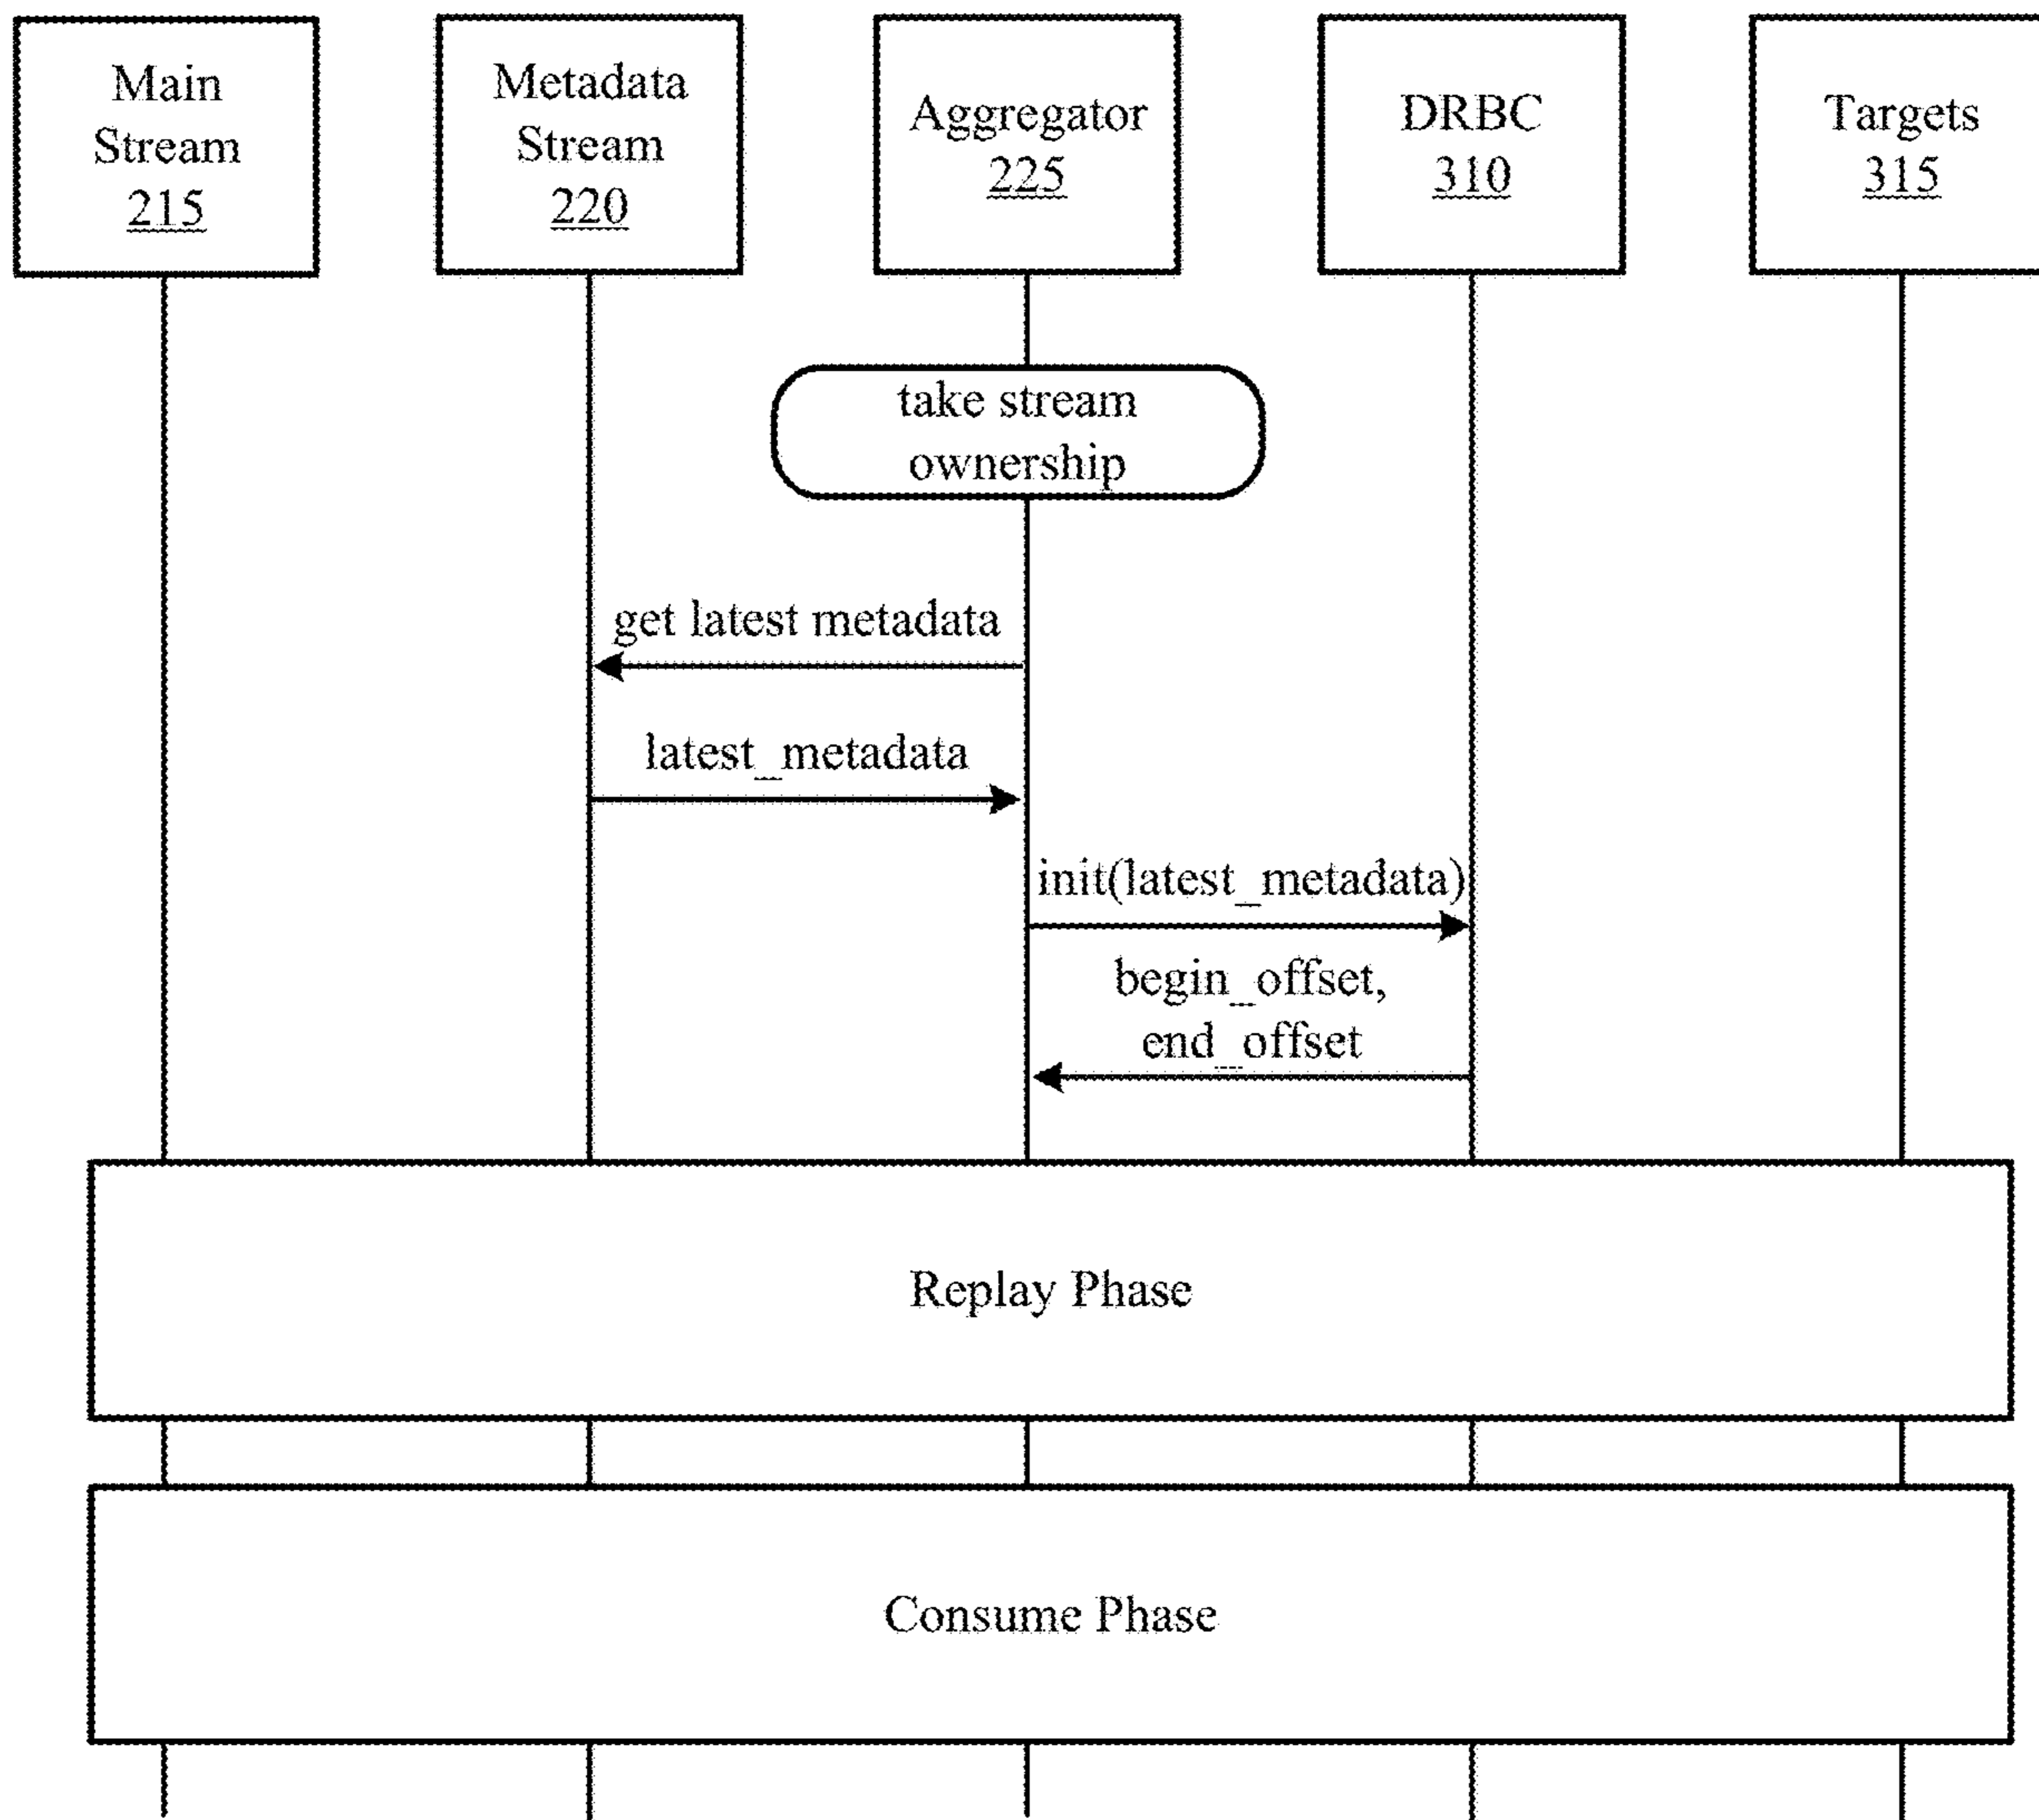 Main
Stream
215
Metadata
Stream
220
Aggregator
225
DRBC
310
Targets
315
take stream
ownership
get latest metadata
latest_metadata
init(latest_metadata)
begin_offset,
end_offset
Replay Phase
Consume Phase